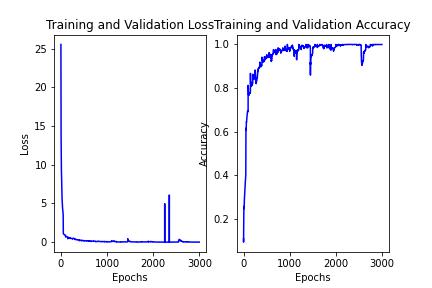 Training and Validation Loss
25
20
15
10
5
0
Loss
0 1000 2000 3000
Epochs
Training and Validation Accuracy
1.0
0.8
0.6
0.4
0.2
Accuracy
0 1000 2000 3000
Epochs